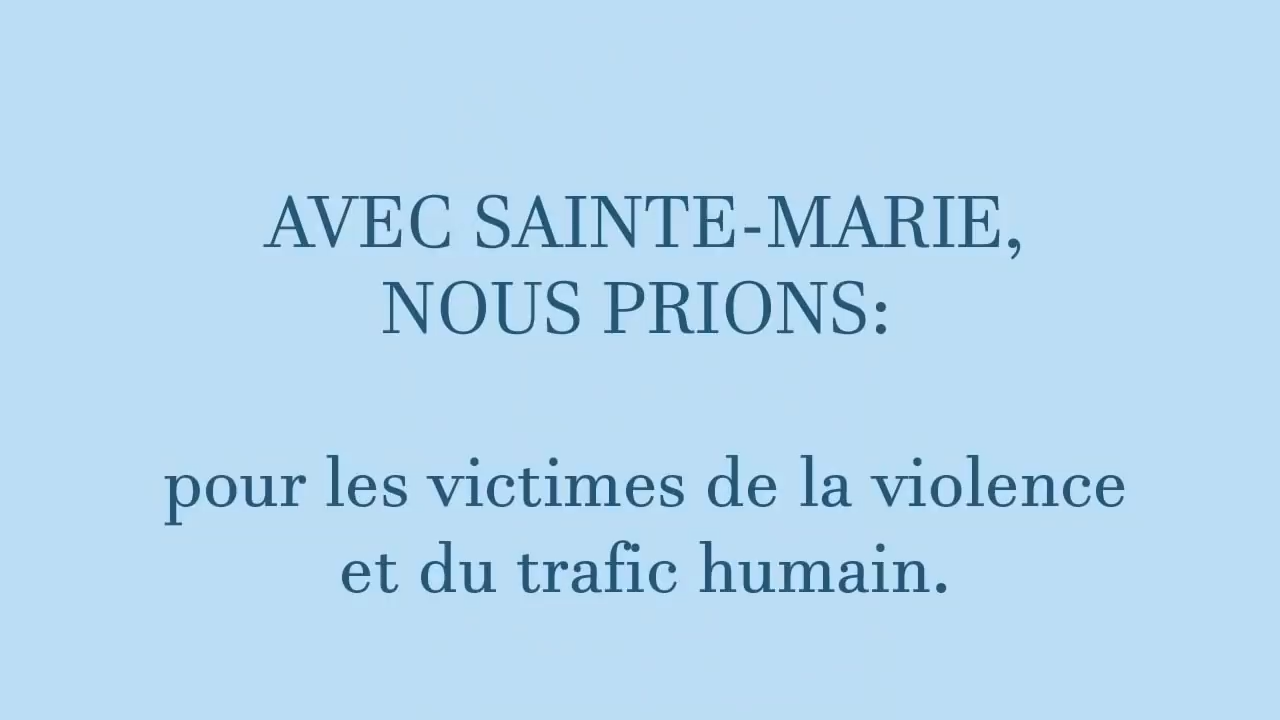 AVEC SAINTE-MARIE,
NOUS PRIONS:
pour les victimes de la violence
et du trafic humain.